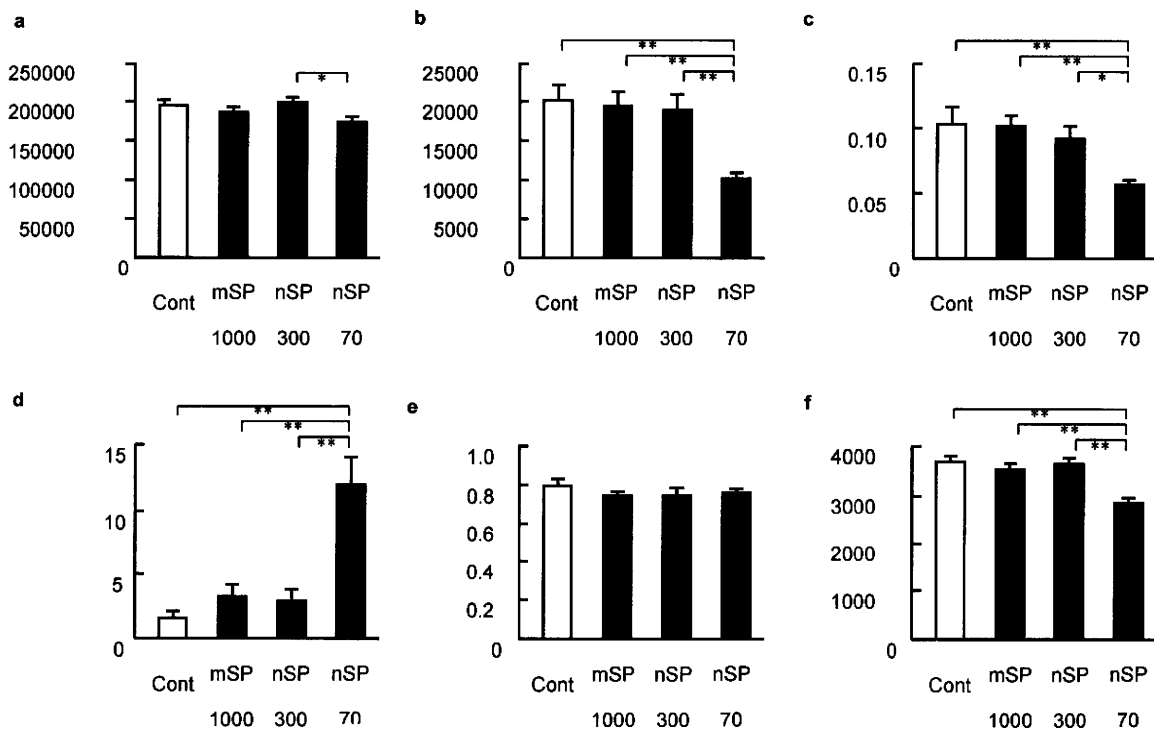 a
*
250000
200000
150000
100000
50000
0
Cont mSP nSP nSP
1000 300 70
b
**
**
**
25000
20000
15000
10000
5000
0
Cont mSP nSP nSP
1000 300 70
c
**
**
*
0.15
0.10
0.05
0
Cont mSP nSP nSP
1000 300 70
d
**
**
**
15
10
5
0
Cont mSP nSP nSP
1000 300 70
e
1.0
0.8
0.6
0.4
0.2
0
Cont mSP nSP nSP
1000 300 70
f
**
**
**
4000
3000
2000
1000
0
Cont mSP nSP nSP
1000 300 70